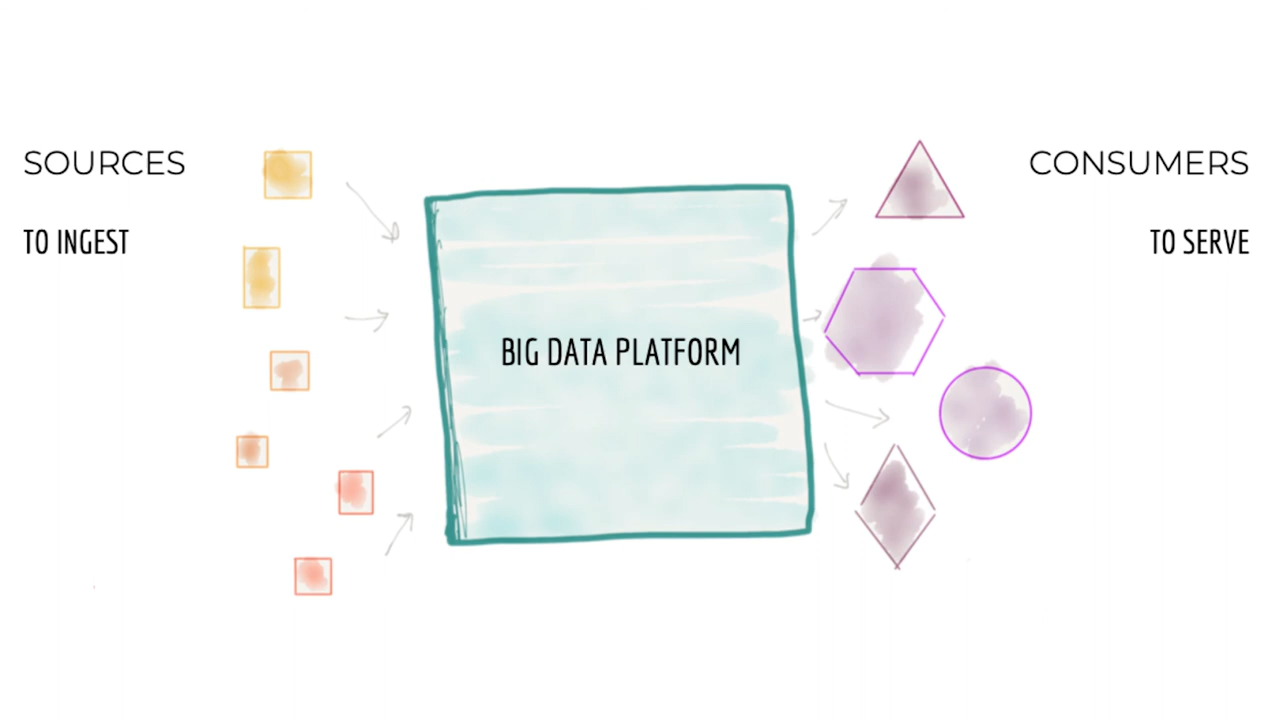 SOURCES
TO INGEST
BIG DATA PLATFORM
CONSUMERS
TO SERVE